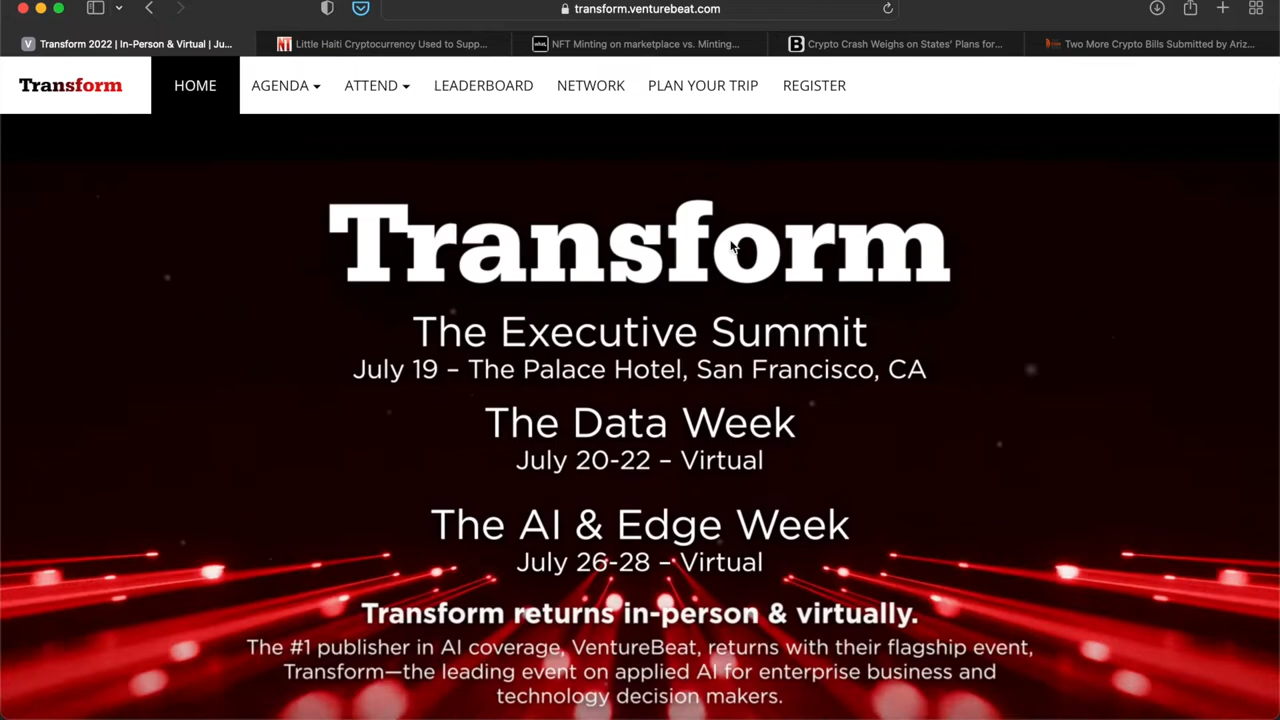 transform.venturebeat.com
V Transform 2022 | In-Person & Virtual | Ju...
NT Little Haiti Cryptocurrency Used to Supp...
NFT Minting on marketplace vs. Minting...
B Crypto Crash Weighs on States' Plans for...
Two More Crypto Bills Submitted by Ariz...
Transform
HOME
AGENDA
ATTEND
LEADERBOARD
NETWORK
PLAN YOUR TRIP
REGISTER
Transform
The Executive Summit
July 19 – The Palace Hotel, San Francisco, CA
The Data Week
July 20-22 – Virtual
The AI & Edge Week
July 26-28 – Virtual
Transform returns in-person & virtually.
The #1 publisher in AI coverage, VentureBeat, returns with their flagship event,
Transform—the leading event on applied AI for enterprise business and
technology decision makers.